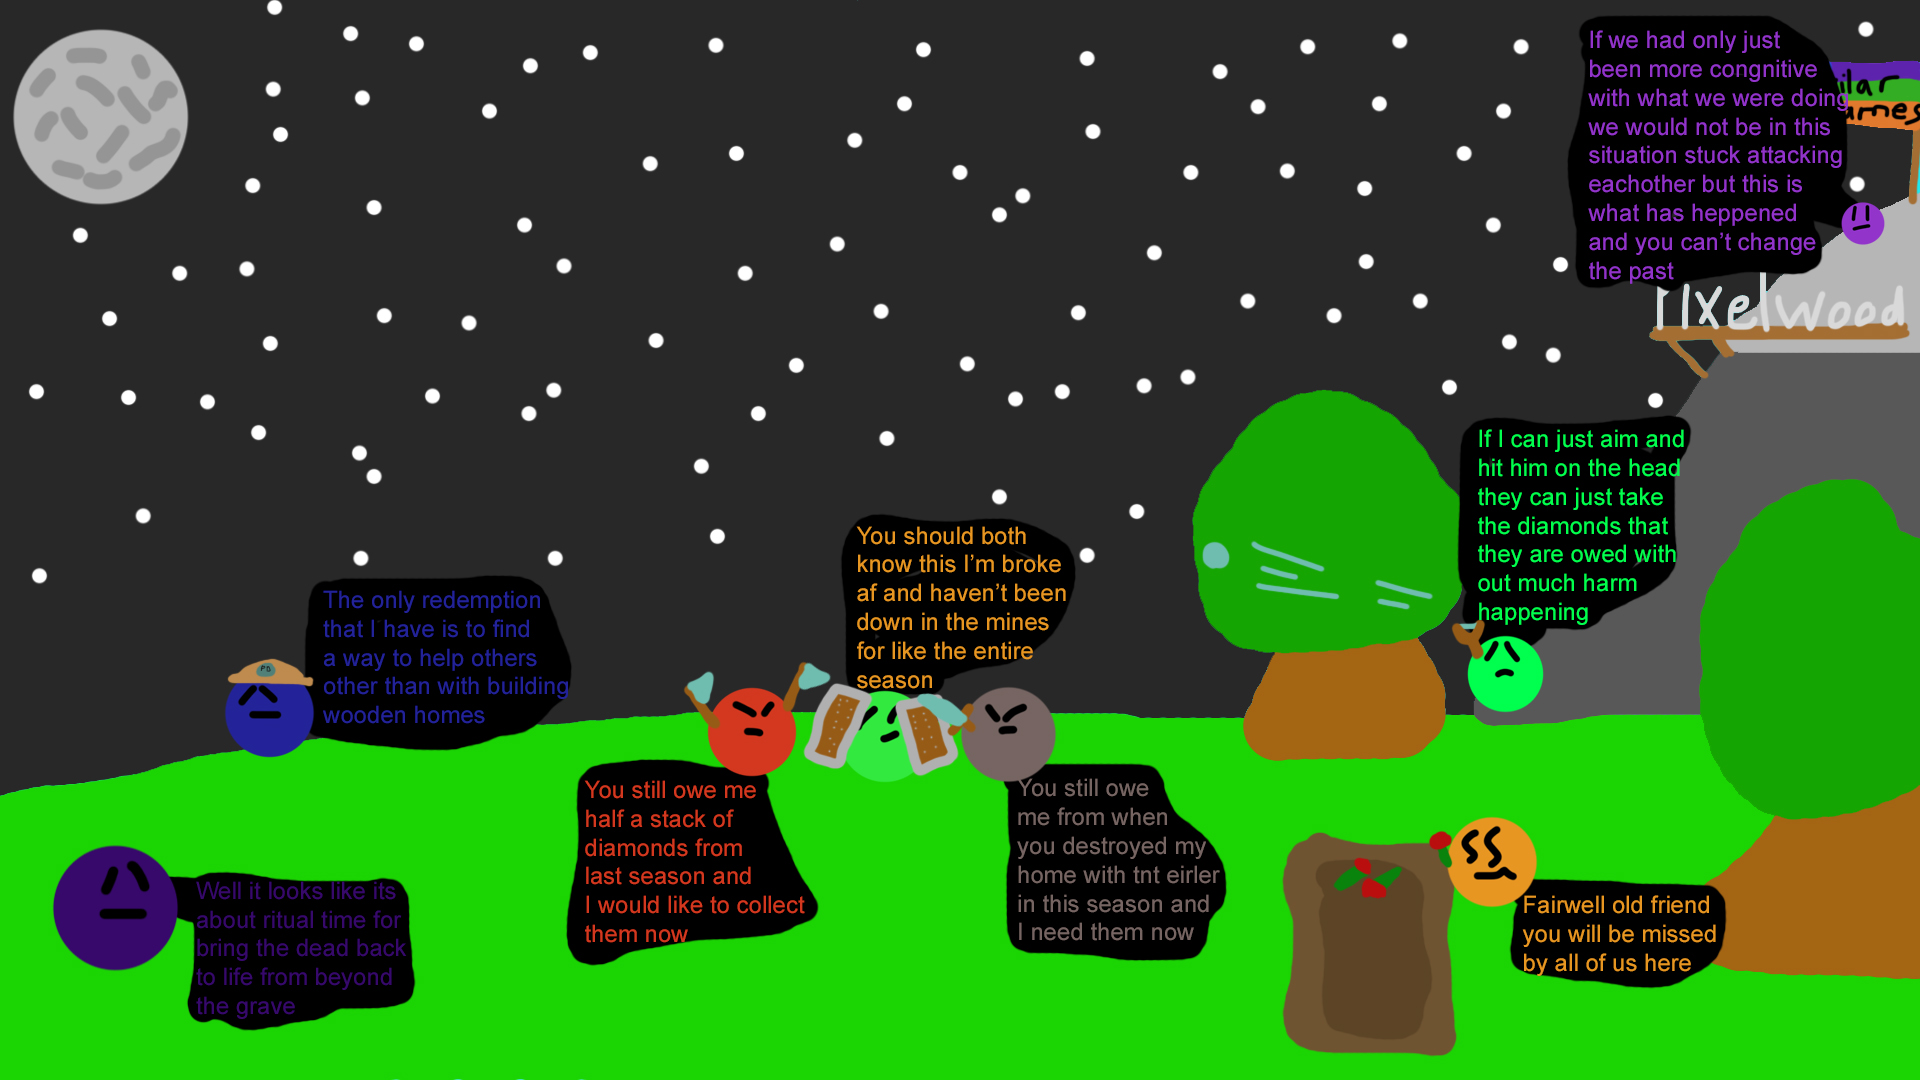 If we had only just
been more congnitive
with what we were doing
we would not be in this
situation stuck attacking
eachother but this is
what has heppened
and you can't change
the past
ilar
ames
PIxelwood
If I can just aim and
hit him on the head
they can just take
the diamonds that
they are owed with
out much harm
happening
You should both
know this I'm broke
af and haven't been
down in the mines
for like the entire
season
The only redemption
that I have is to find
a way to help others
other than with building
wooden homes
PD
You still owe me
half a stack of
diamonds from
last season and
I would like to collect
them now
You still owe
me from when
you destroyed my
home with tnt eirler
in this season and
I need them now
Well it looks like its
about ritual time for
bring the dead back
to life from beyond
the grave
Fairwell old friend
you will be missed
by all of us here